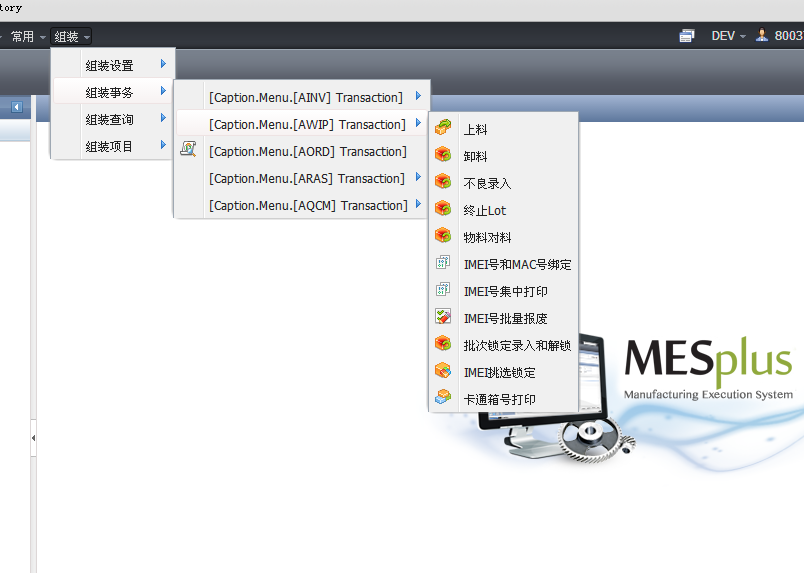 tory
常用
组装
DEV
8003
组装设置
组装事务
组装查询
组装项目
[Caption.Menu.[AINV] Transaction]
[Caption.Menu.[AWIP] Transaction]
[Caption.Menu.[AORD] Transaction]
[Caption.Menu.[ARAS] Transaction]
[Caption.Menu.[AQCM] Transaction]
上料
卸料
不良录入
终止Lot
物料对料
IMEI号和MAC号绑定
IMEI号集中打印
IMEI号批量报废
批次锁定录入和解锁
IMEI挑选锁定
卡通箱号打印
MESplus
Manufacturing Execution System